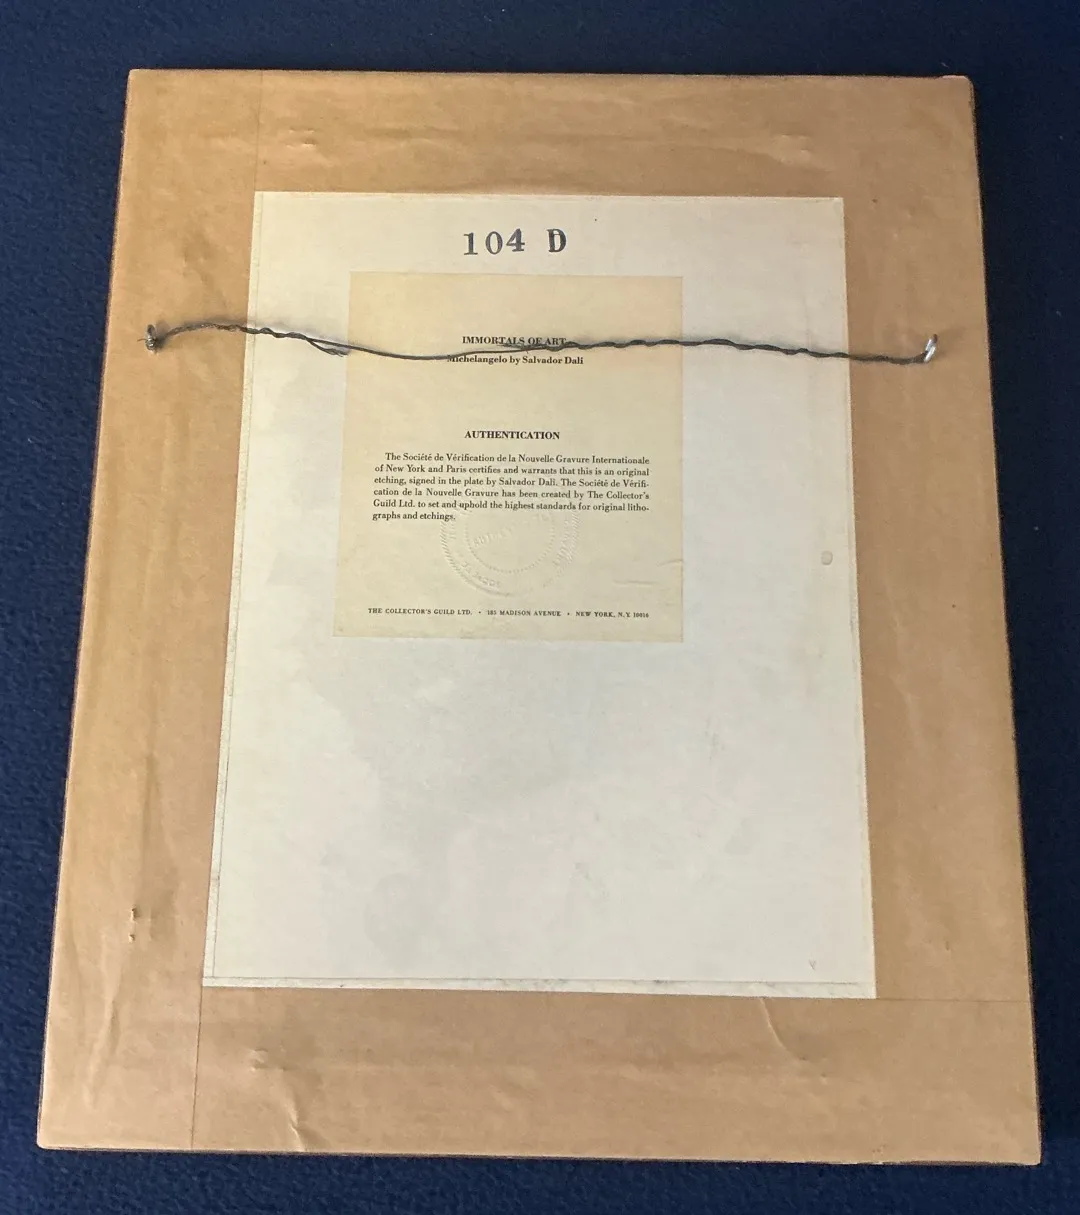 104 D
IMMORTALS OF ART
Michelangelo by Salvador Dali
AUTHENTICATION
The Société de Vérification de la Nouvelle Gravure Internationale
of New York and Paris certifies and warrants that this is an original
etching, signed in the plate by Salvador Dali. The Société de Vérifi-
cation de la Nouvelle Gravure has been created by The Collector's
Guild Ltd. to set and uphold the highest standards for original litho-
graphs and etchings.
THE COLLECTOR'S GUILD LTD. • 185 MADISON AVENUE • NEW YORK, N.Y. 10016